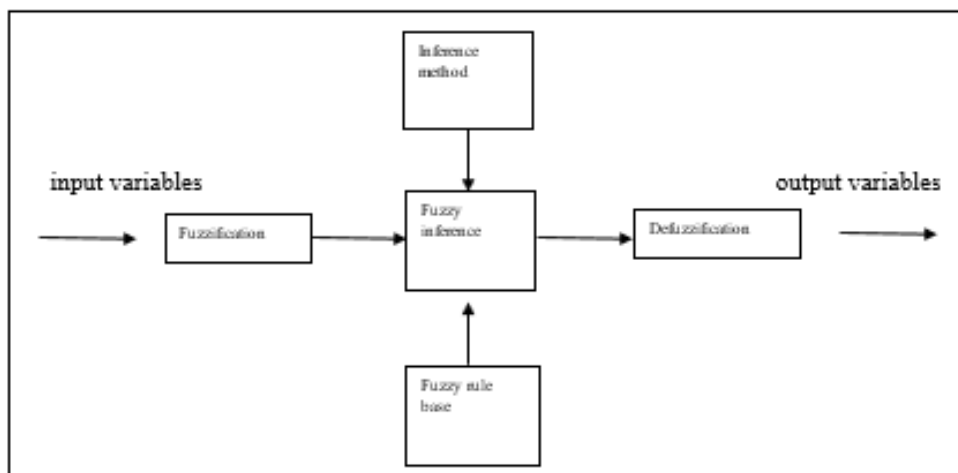 Inference
method
input variables
output variables
Fuzzification
Fuzzy
inference
Defuzzification
Fuzzy rule
base